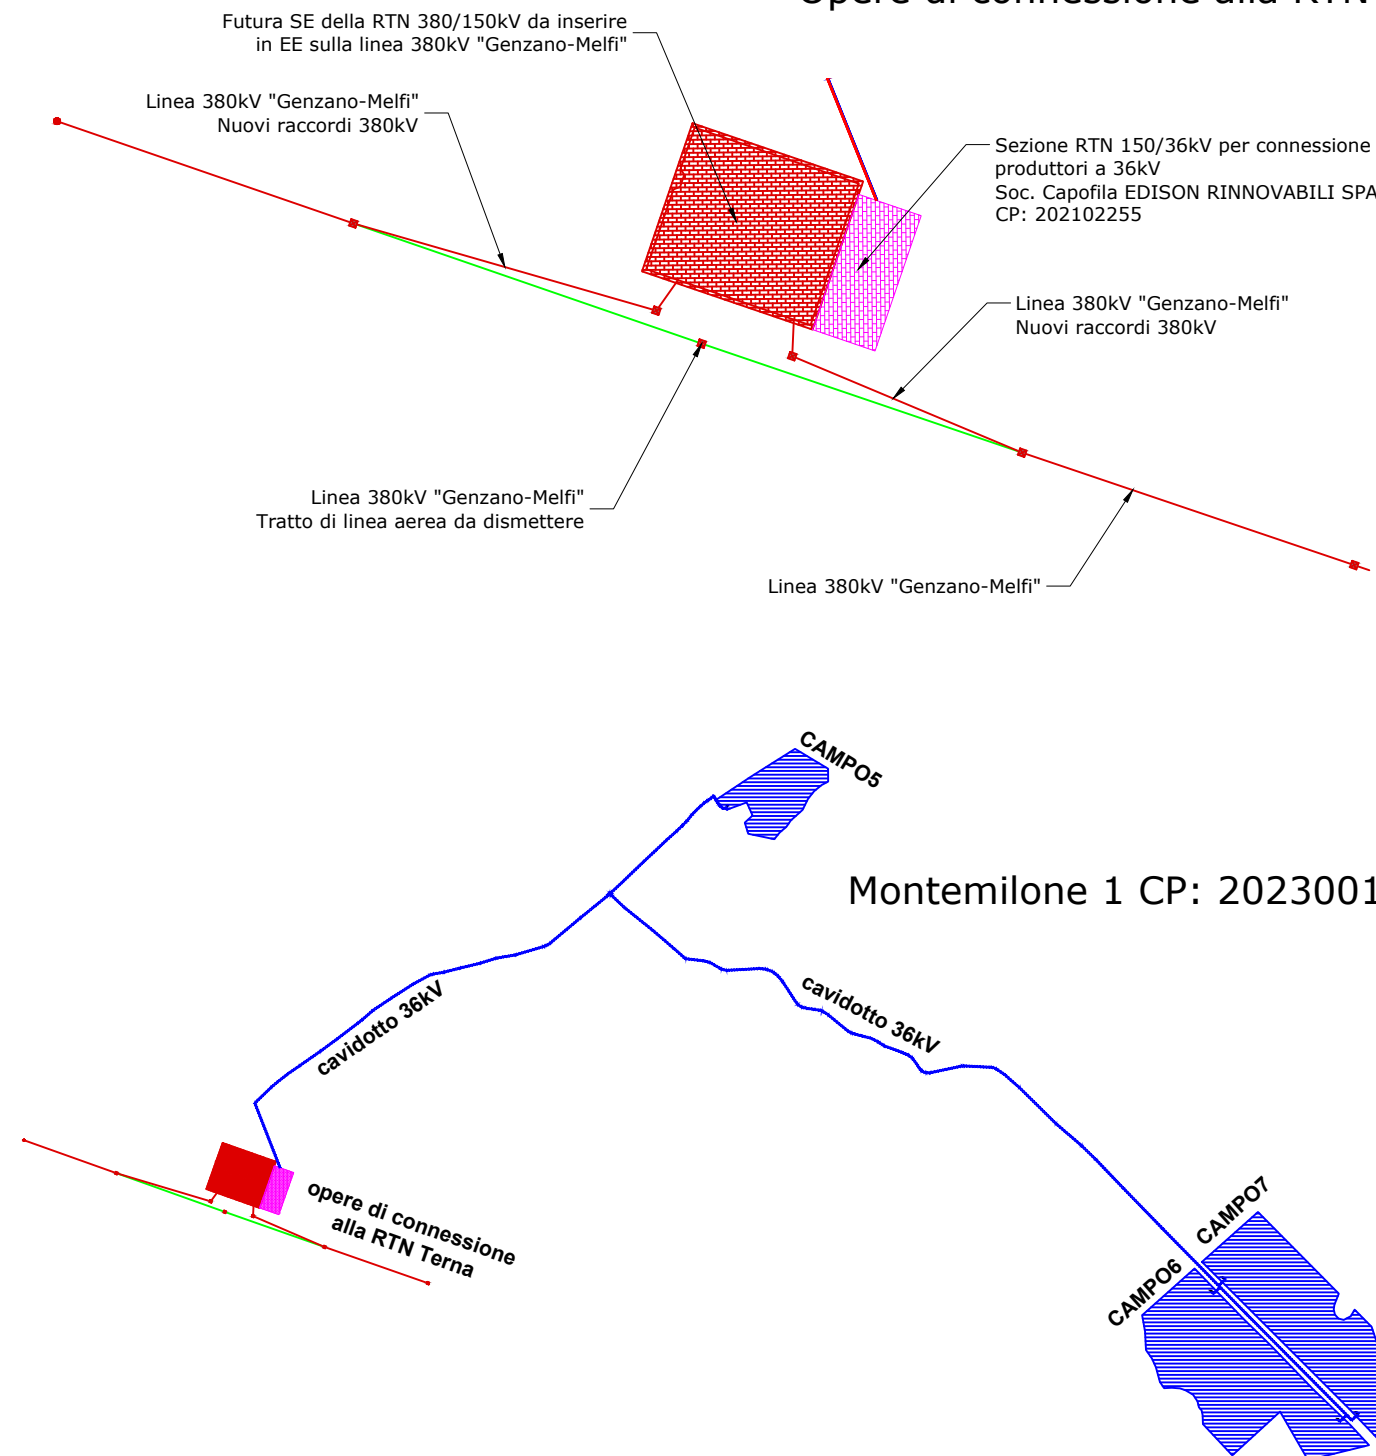 Opere di connessione alla RTN
Futura SE della RTN 380/150kV da inserire
in EE sulla linea 380kV "Genzano-Melfi"
Linea 380kV "Genzano-Melfi"
Nuovi raccordi 380kV
Sezione RTN 150/36kV per connessione
produttori a 36kV
Soc. Capofila EDISON RINNOVABILI SPA
CP: 202102255
Linea 380kV "Genzano-Melfi"
Nuovi raccordi 380kV
Linea 380kV "Genzano-Melfi"
Tratto di linea aerea da dismettere
Linea 380kV "Genzano-Melfi"
CAMPO5
Montemilone 1 CP: 2023001
cavidotto 36kV
cavidotto 36kV
opere di connessione
alla RTN Terna
CAMPO7
CAMPO6